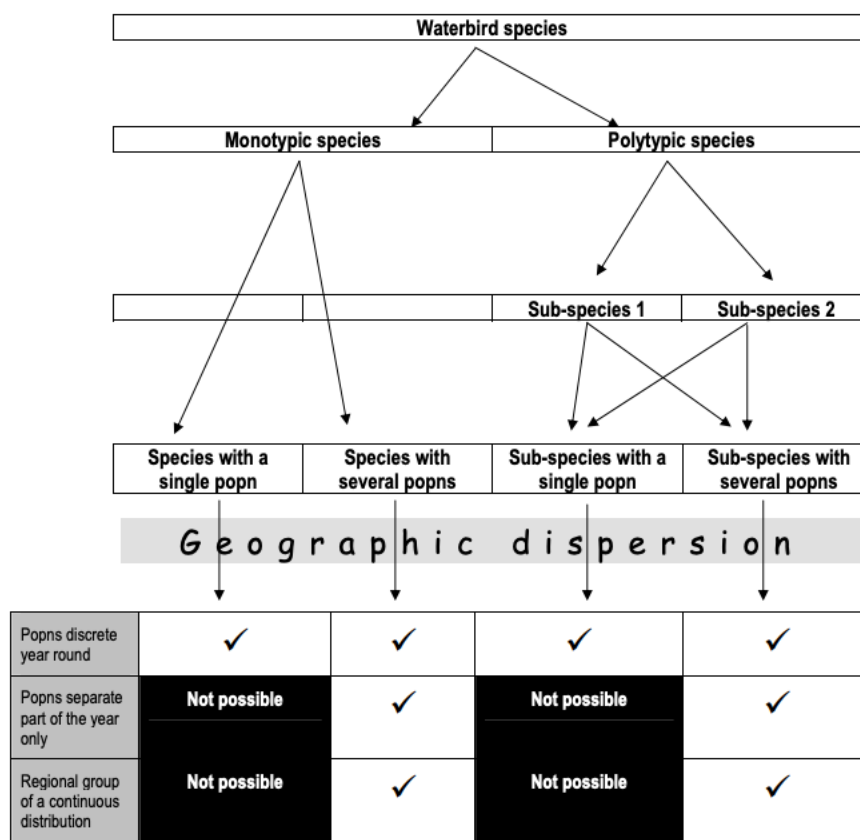 Waterbird species
Monotypic species
Polytypic species
Sub-species 1
Sub-species 2
Species with a
single popn
Species with
several popns
Sub-species with a
single popn
Sub-species with
several popns
Geographic dispersion
Popns discrete
year round
✓
✓
✓
✓
Popns separate
part of the year
only
Not possible
✓
Not possible
✓
Regional group
of a continuous
distribution
Not possible
✓
Not possible
✓